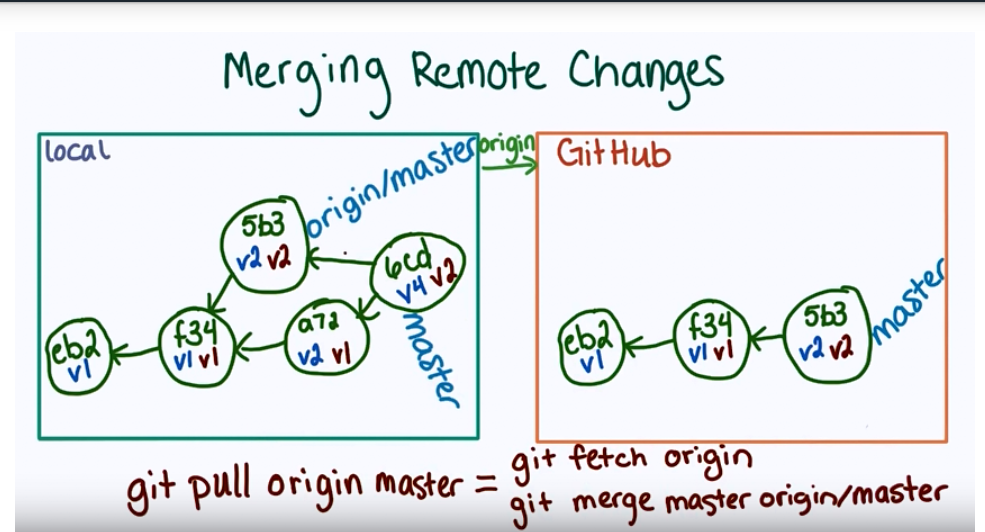 Merging Remote Changes
local
origin/master
origin
GitHub
5b3
v2 v2
6cd
v4 v2
master
eb2
v1
f34
v1 v1
a72
v2 v1
eb2
v1
f34
v1 v1
5b3
v2 v2
master
git pull origin master = git fetch origin
git merge master origin/master